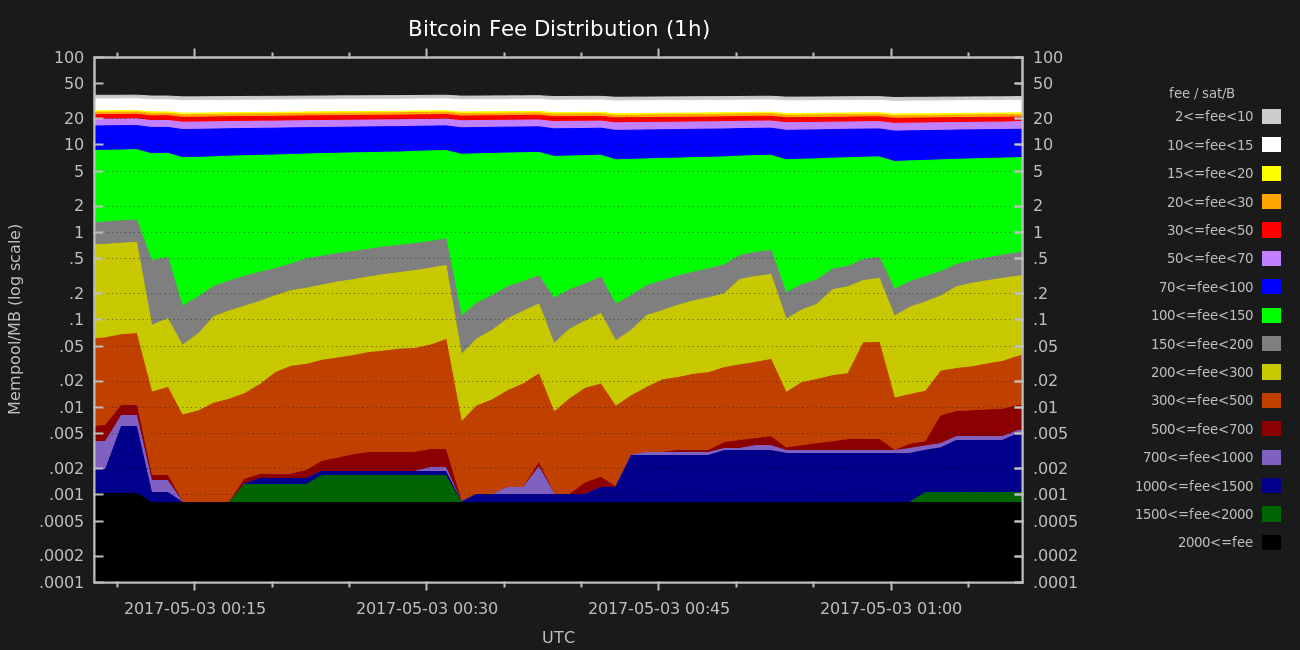 Bitcoin Fee Distribution (1h)
Mempool/MB (log scale)
100
50
20
10
5
2
1
.5
.2
.1
.05
.02
.01
.005
.002
.001
.0005
.0002
.0001
100
50
20
10
5
2
1
.5
.2
.1
.05
.02
.01
.005
.002
.001
.0005
.0002
.0001
2017-05-03 00:15 2017-05-03 00:30 2017-05-03 00:45 2017-05-03 01:00
UTC
fee / sat/B
2<=fee<10
10<=fee<15
15<=fee<20
20<=fee<30
30<=fee<50
50<=fee<70
70<=fee<100
100<=fee<150
150<=fee<200
200<=fee<300
300<=fee<500
500<=fee<700
700<=fee<1000
1000<=fee<1500
1500<=fee<2000
2000<=fee